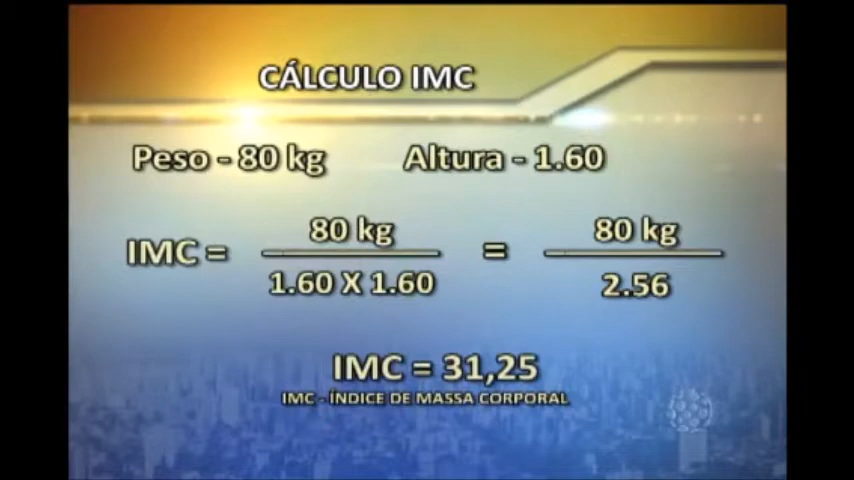 CÁLCULO IMC
Peso - 80 kg Altura - 1.60
80 kg 80 kg
IMC = =
1.60 X 1.60 2.56
IMC = 31,25
IMC - ÍNDICE DE MASSA CORPORAL